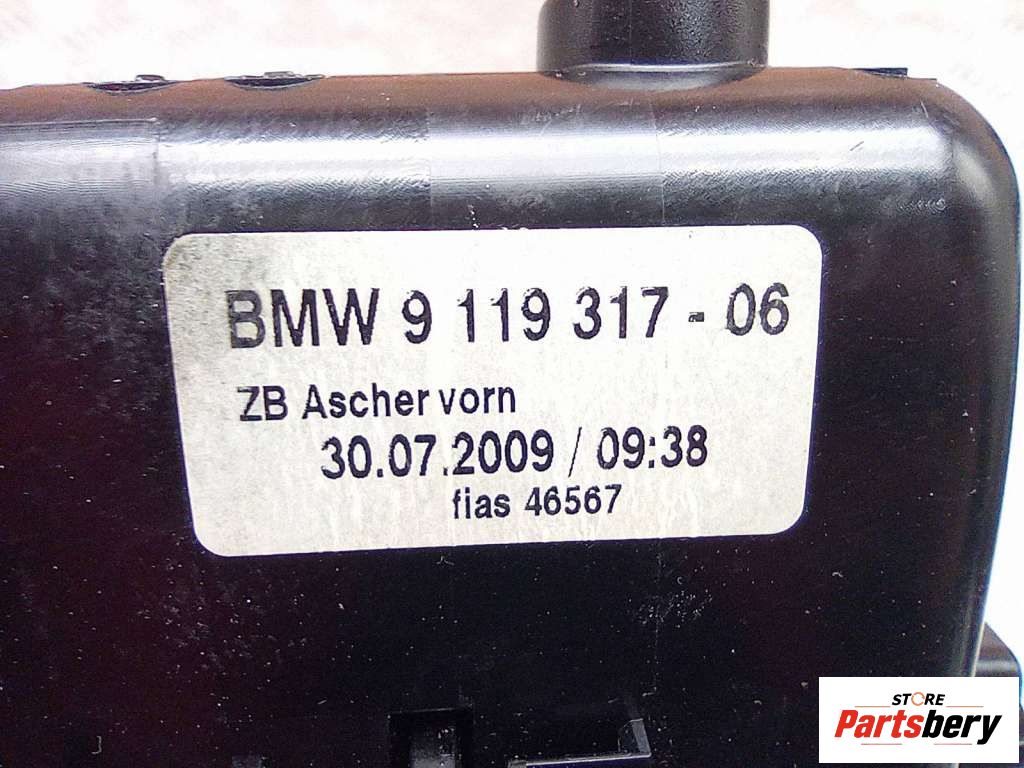 BMW 9 119 317 - 06
ZB Ascher vorn
30.07.2009 / 09:38
fias 46567
STORE
Partsbery